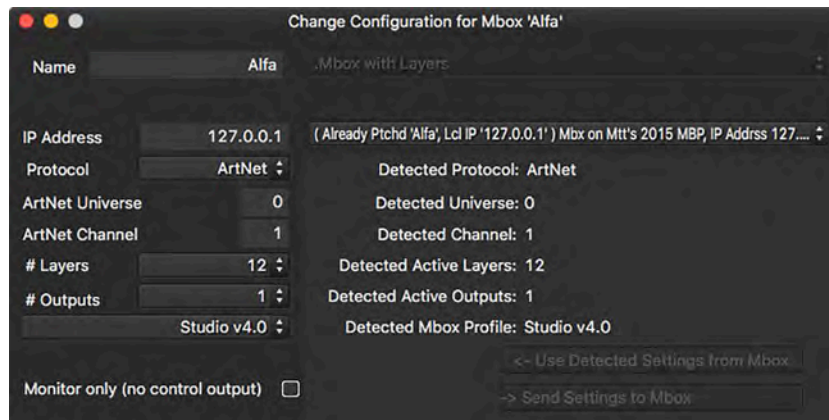 Change Configuration for Mbox 'Alfa'
Name Alfa .Mbox with Layers
IP Address 127.0.0.1 ( Already Ptchd 'Alfa', Lcl IP '127.0.0.1' ) Mbx on Mtt's 2015 MBP, IP Addrss 127....
Protocol ArtNet Detected Protocol: ArtNet
ArtNet Universe 0 Detected Universe: 0
ArtNet Channel 1 Detected Channel: 1
# Layers 12 Detected Active Layers: 12
# Outputs 1 Detected Active Outputs: 1
Studio v4.0 Detected Mbox Profile: Studio v4.0
<- Use Detected Settings from Mbox
Monitor only (no control output)
-> Send Settings to Mbox